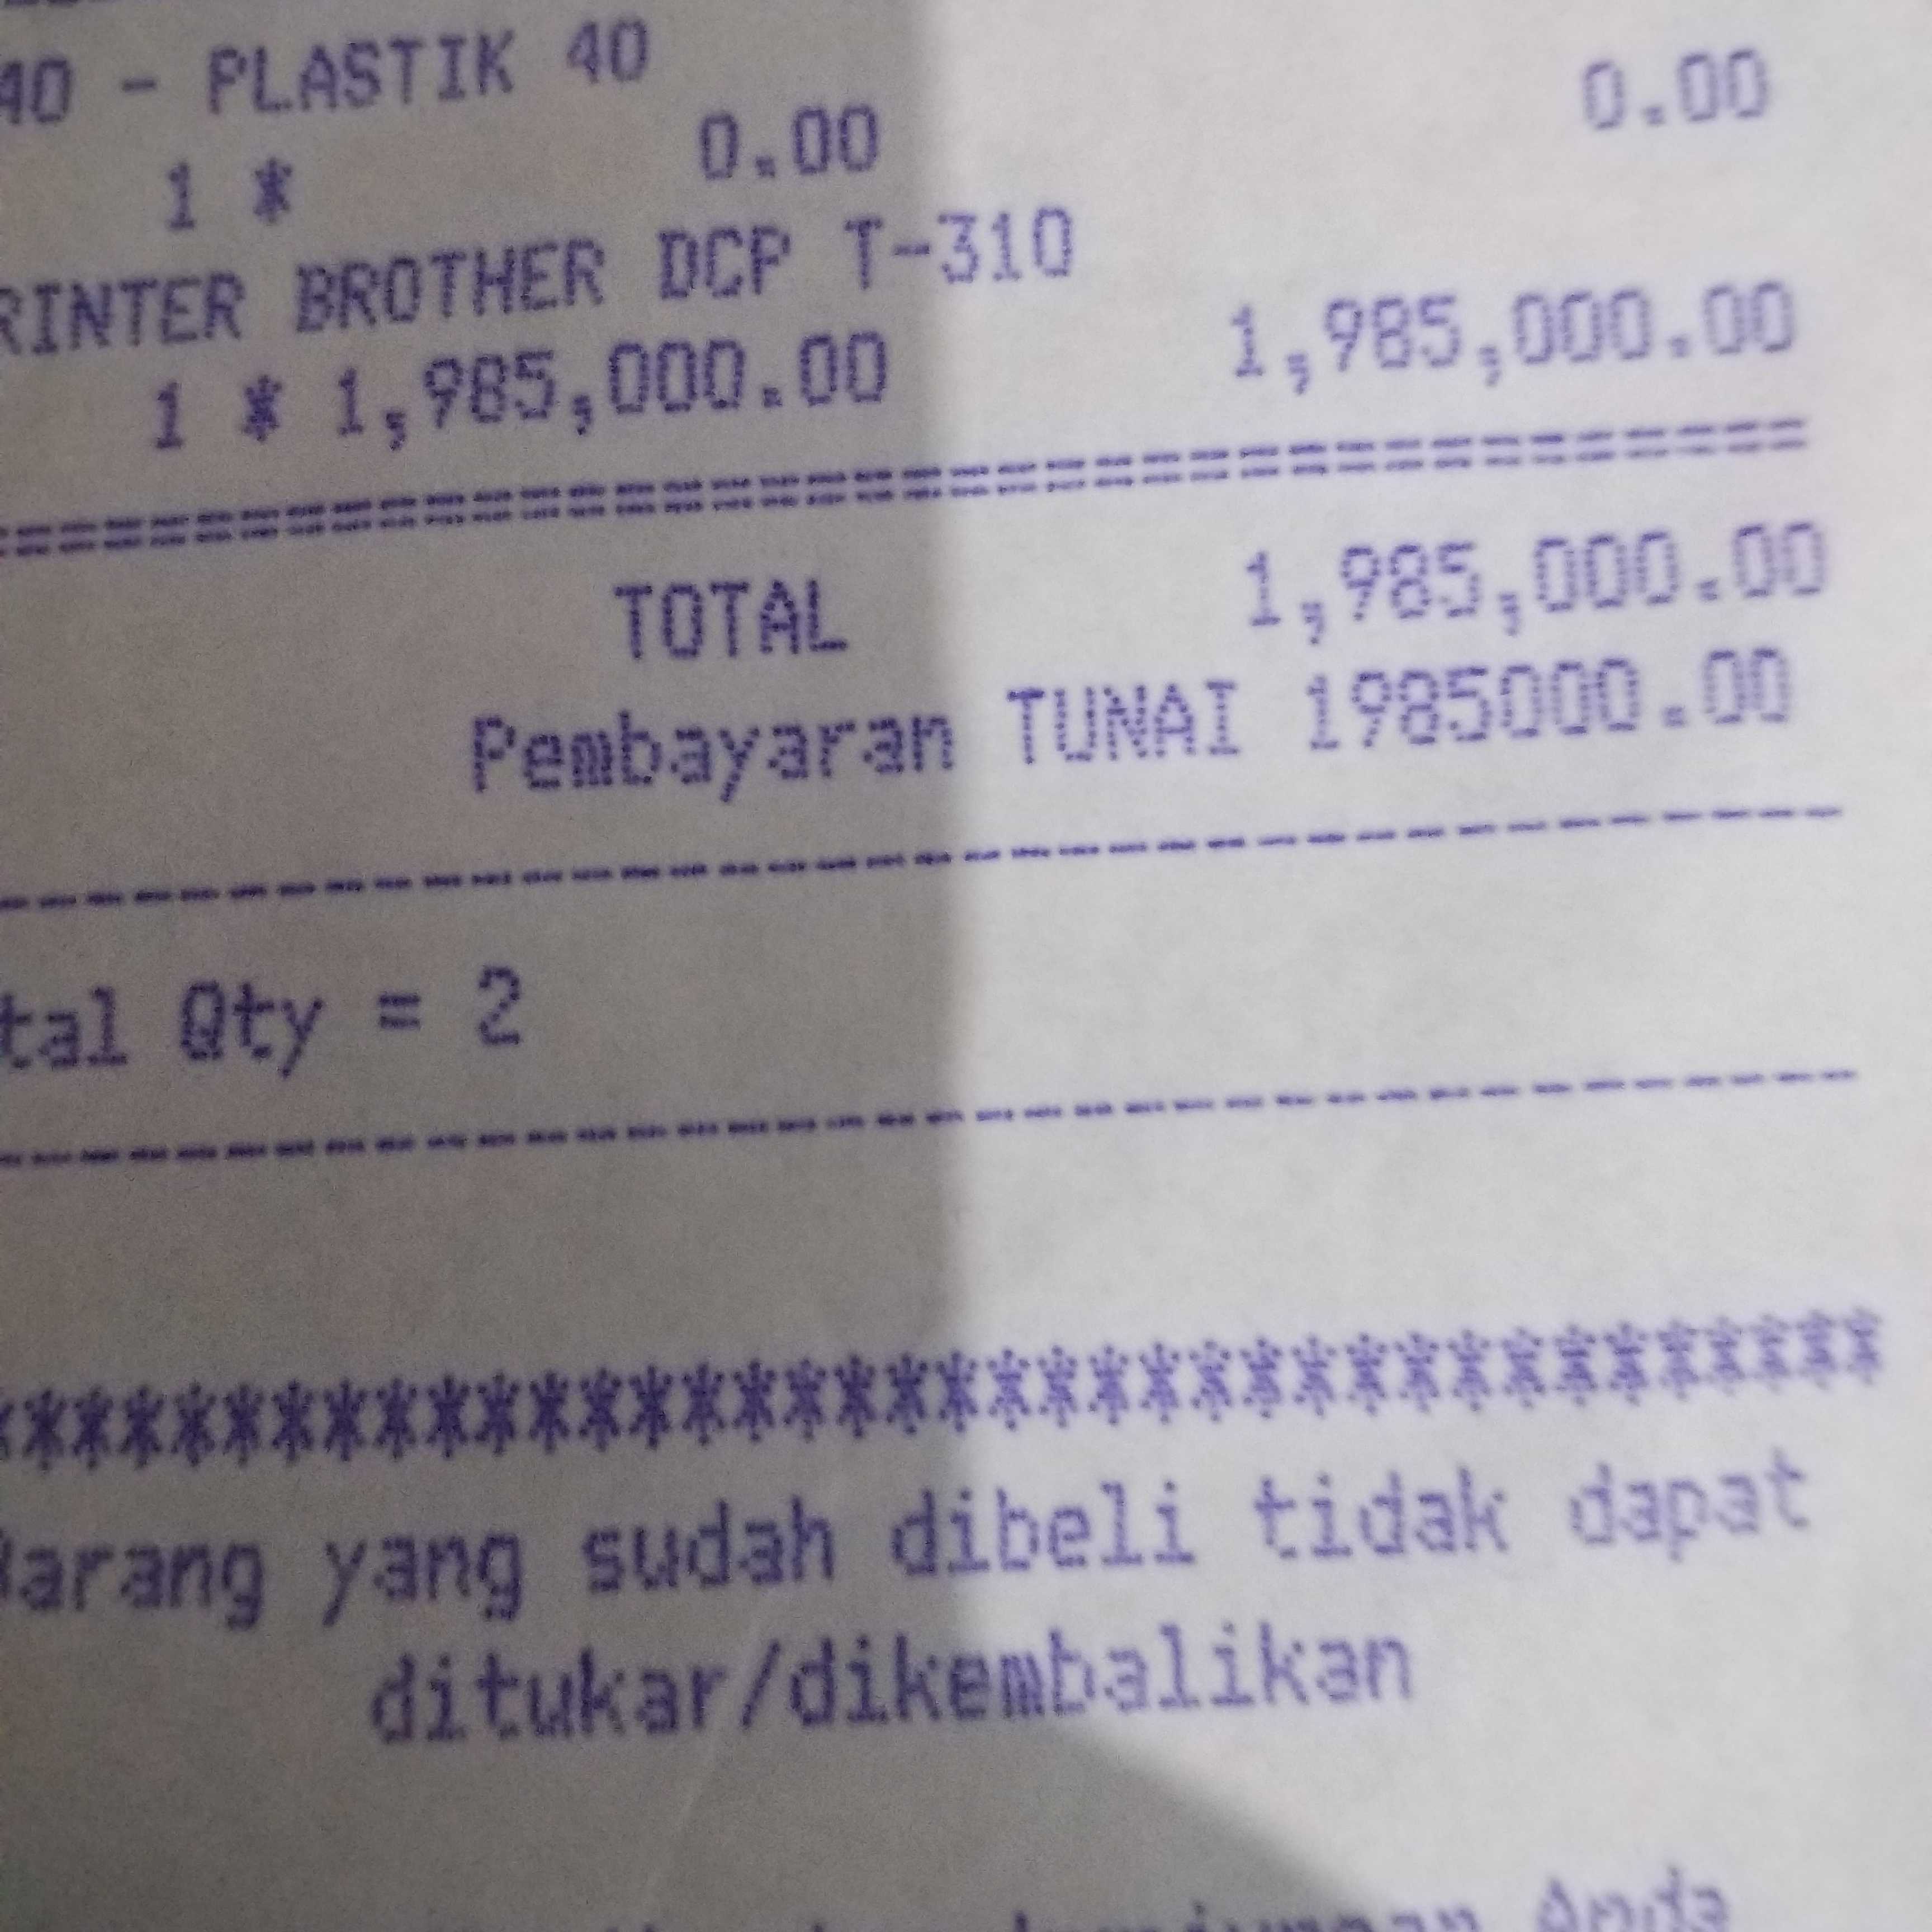 40 - PLASTIK 40
1 * 0.00 0.00
RINTER BROTHER DCP T-310
1 * 1,985,000.00 1,985,000.00
TOTAL 1,985,000.00
Pembayaran TUNAI 1985000.00
tal Qty = 2
*************************************
Barang yang sudah dibeli tidak dapat
ditukar/dikembalikan
Anda